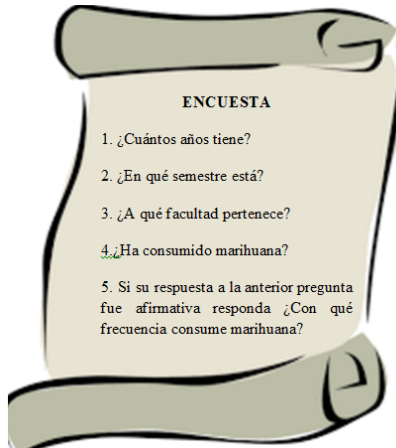 ENCUESTA
1. ¿Cuántos años tiene?
2. ¿En qué semestre está?
3. ¿A qué facultad pertenece?
4.¿Ha consumido marihuana?
5. Si su respuesta a la anterior pregunta
fue afirmativa responda ¿Con qué
frecuencia consume marihuana?